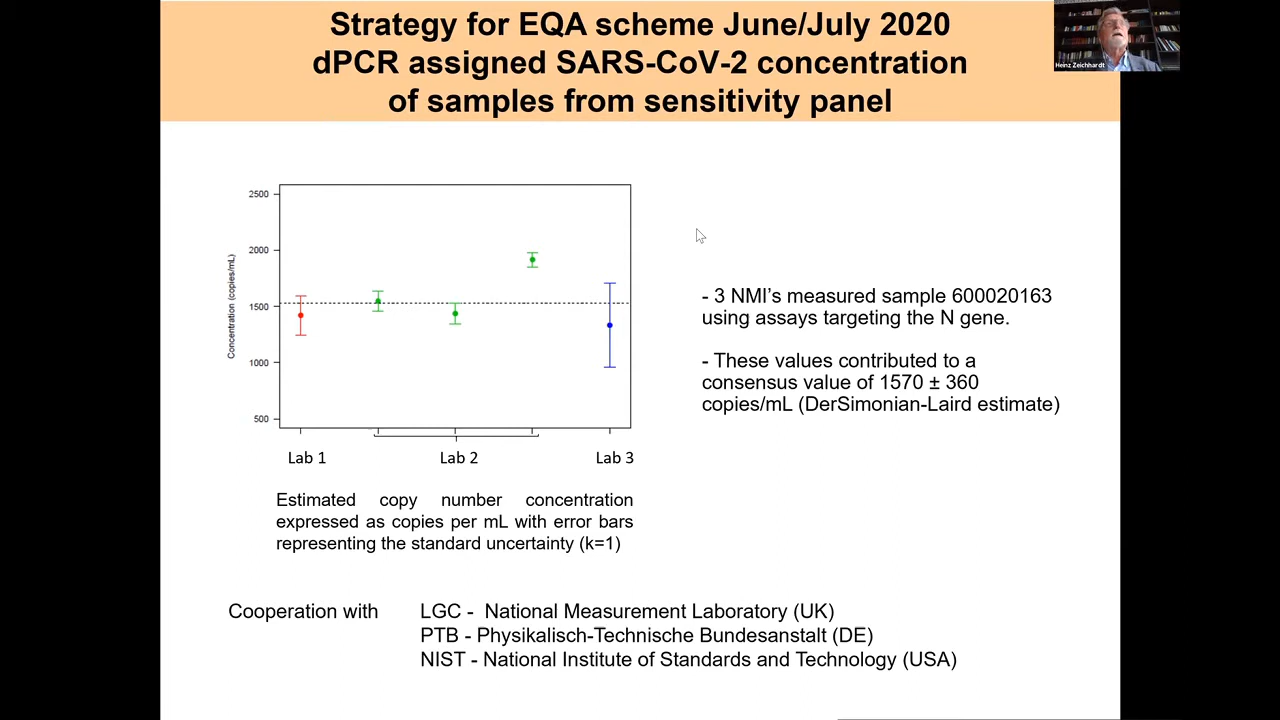 Strategy for EQA scheme June/July 2020
dPCR assigned SARS-CoV-2 concentration
of samples from sensitivity panel
Heinz Zeichhardt
2500
2000
1500
1000
500
Concentration (copies/mL)
Lab 1
Lab 2
Lab 3
- 3 NMI's measured sample 600020163
using assays targeting the N gene.
- These values contributed to a
consensus value of 1570 ± 360
copies/mL (DerSimonian-Laird estimate)
Estimated copy number concentration
expressed as copies per mL with error bars
representing the standard uncertainty (k=1)
Cooperation with
LGC - National Measurement Laboratory (UK)
PTB - Physikalisch-Technische Bundesanstalt (DE)
NIST - National Institute of Standards and Technology (USA)